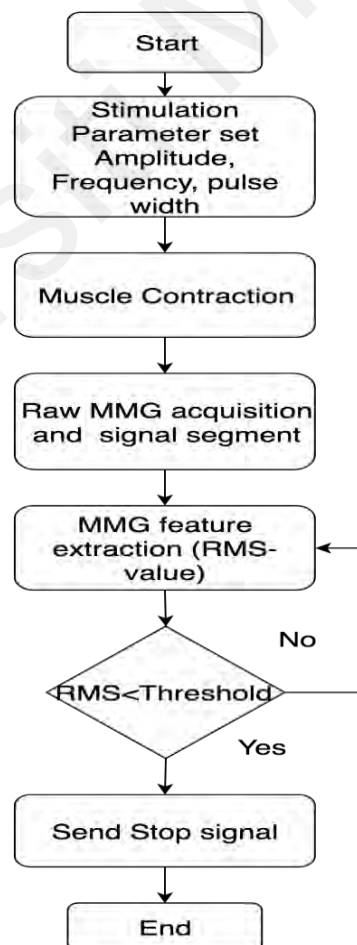 Start
Stimulation
Parameter set
Amplitude,
Frequency, pulse
width
Muscle Contraction
Raw MMG acquisition
and signal segment
MMG feature
extraction (RMS-
value)
No
RMS<Threshold
Yes
Send Stop signal
End